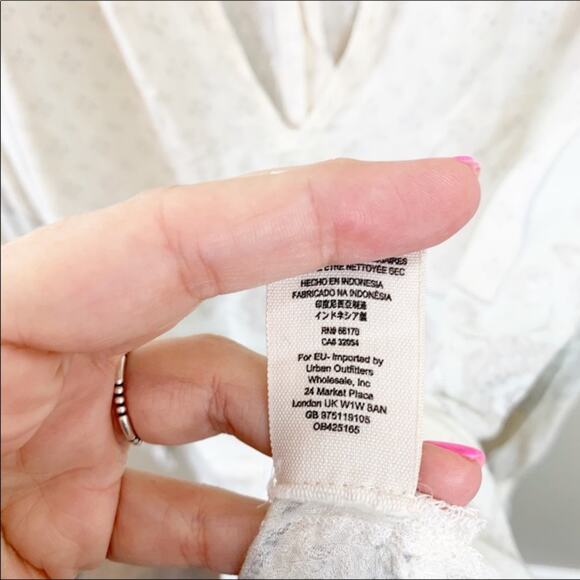 ÊTRE NETTOYÉE SEC
HECHO EN INDONESIA
FABRICADO NA INDONÉSIA
印度尼西亚制造
インドネシア製
RN# 66170
CA# 32054
For EU- Imported by
Urban Outfitters
Wholesale, Inc
24 Market Place
London UK W1W 8AN
GB 975119105
OB425165